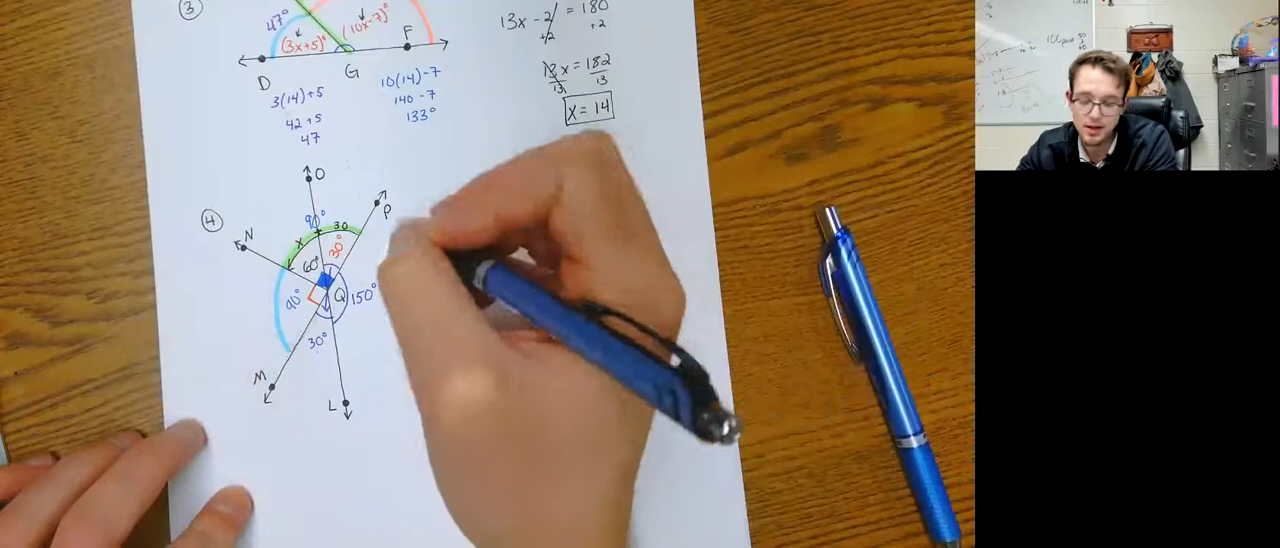 3
47°
(3x+5)°
(10x-7)°
D
G
F
3(14)+5
42+5
47
10(14)-7
140-7
133°
13x-2 = 180
+2 +2
13x = 182
13 13
x = 14
4
O
P
N
90°
x
30
60°
30°
90°
Q
150°
30°
M
L